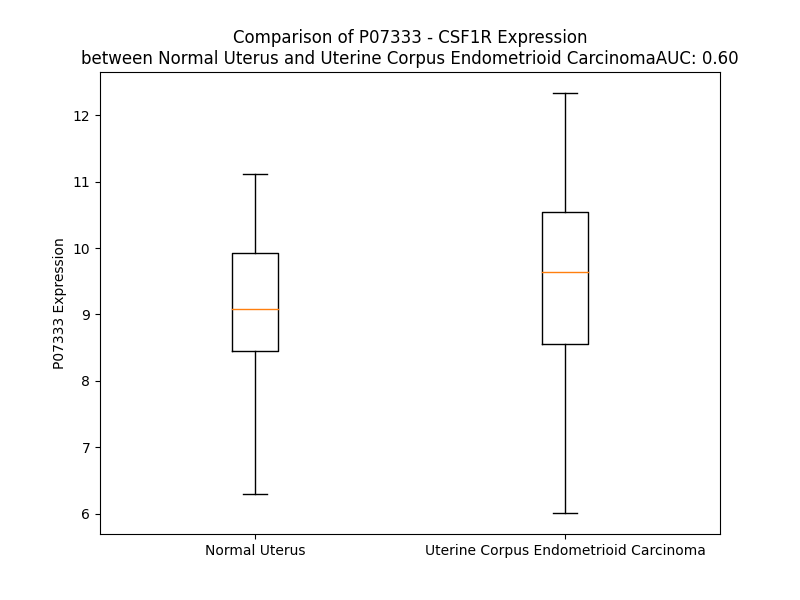 Comparison of P07333 - CSF1R Expression
between Normal Uterus and Uterine Corpus Endometrioid CarcinomaAUC: 0.60
12
11
10
9
8
7
6
P07333 Expression
Normal Uterus
Uterine Corpus Endometrioid Carcinoma